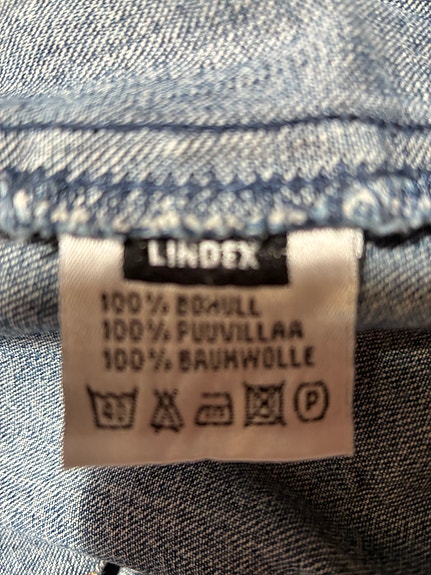 LINDEX
100% BOMULL
100% PUUVILLAA
100% BAUMWOLLE
40 P